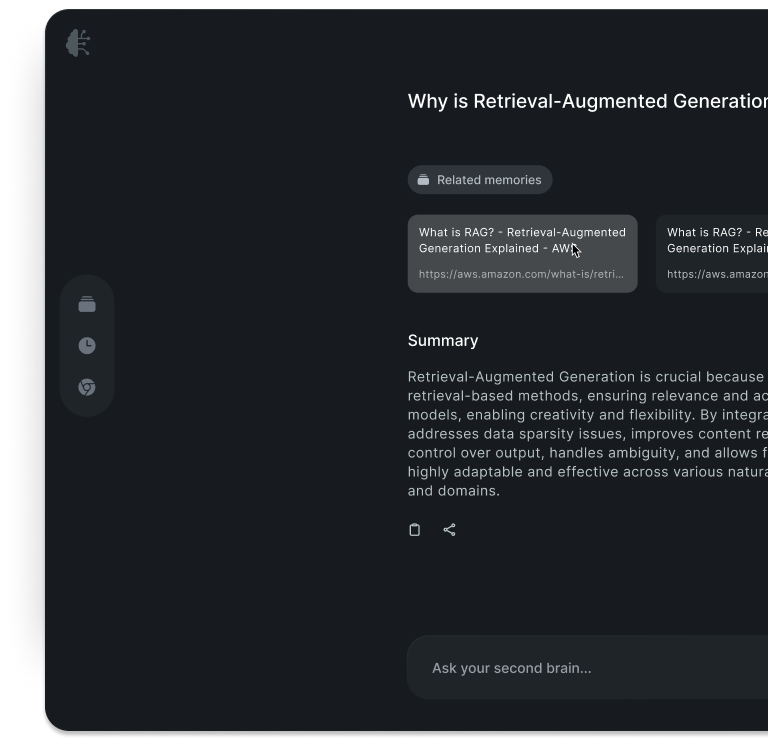 Why is Retrieval-Augmented Generation
Related memories
What is RAG? - Retrieval-Augmented
Generation Explained - AWS
https://aws.amazon.com/what-is/retri...
What is RAG? - Re
Generation Explai
https://aws.amazon
Summary
Retrieval-Augmented Generation is crucial because
retrieval-based methods, ensuring relevance and ac
models, enabling creativity and flexibility. By integra
addresses data sparsity issues, improves content re
control over output, handles ambiguity, and allows f
highly adaptable and effective across various natura
and domains.
Ask your second brain...